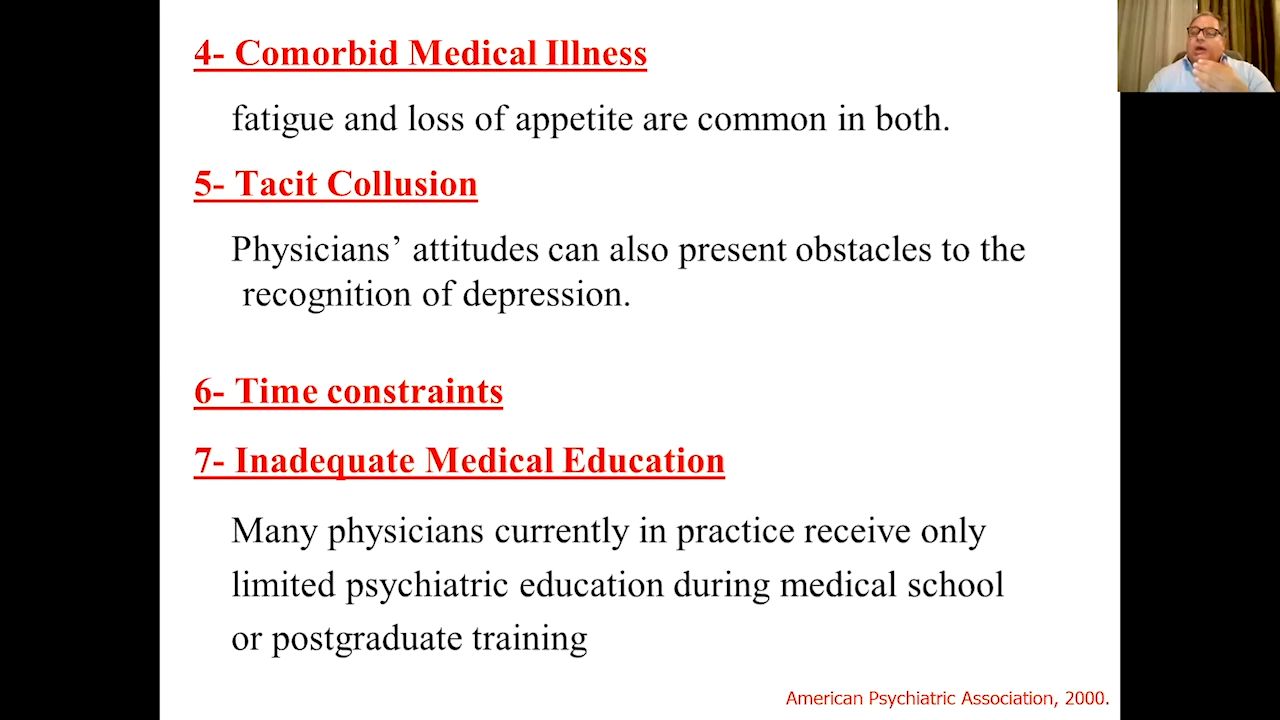 4- Comorbid Medical Illness
fatigue and loss of appetite are common in both.
5- Tacit Collusion
Physicians’ attitudes can also present obstacles to the
recognition of depression.
6- Time constraints
7- Inadequate Medical Education
Many physicians currently in practice receive only
limited psychiatric education during medical school
or postgraduate training
American Psychiatric Association, 2000.